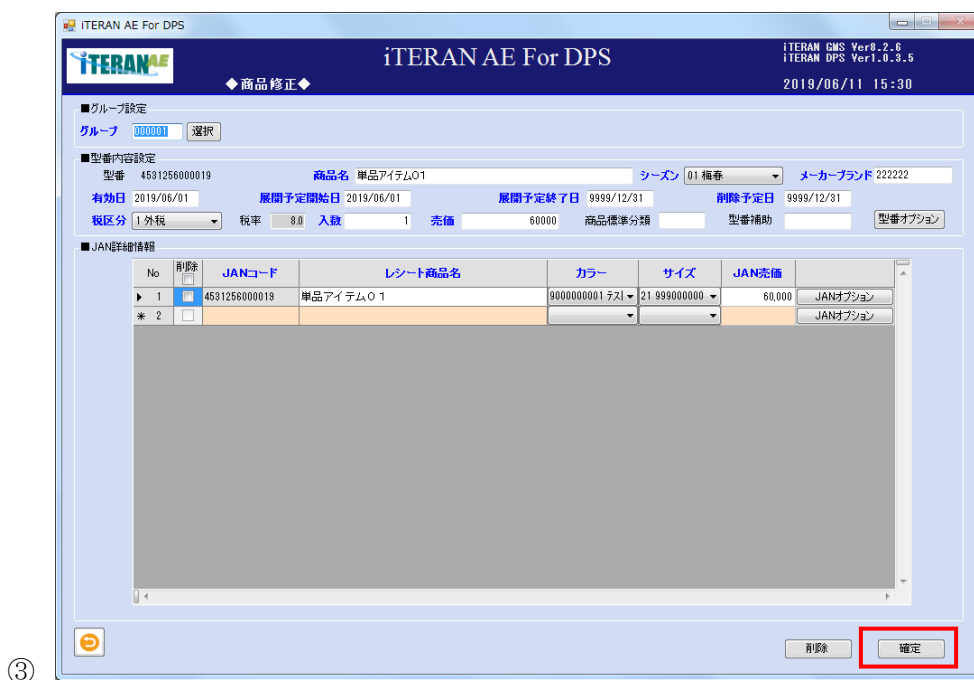 iTERAN AE For DPS
iTERAN AE
iTERAN AE For DPS
iTERAN GMS Ver8.2.6
iTERAN DPS Ver1.0.3.5
◆商品修正◆
2019/06/11 15:30
■グループ設定
グループ 000001 選択
■型番内容設定
型番 4531256000019 商品名 単品アイテム01 シーズン 01 梅春 メーカーブランド 222222
有効日 2019/06/01 展開予定開始日 2019/06/01 展開予定終了日 9999/12/31 削除予定日 9999/12/31
税区分 1 外税 税率 8.0 入数 1 売価 60000 商品標準分類 型番補助 型番オプション
■JAN詳細情報
No 削除 JANコード レシート商品名 カラー サイズ JAN売価
1 4531256000019 単品アイテム０１ 9000000001 テス 21 999000000 60,000 JANオプション
* 2 JANオプション
削除 確定
③